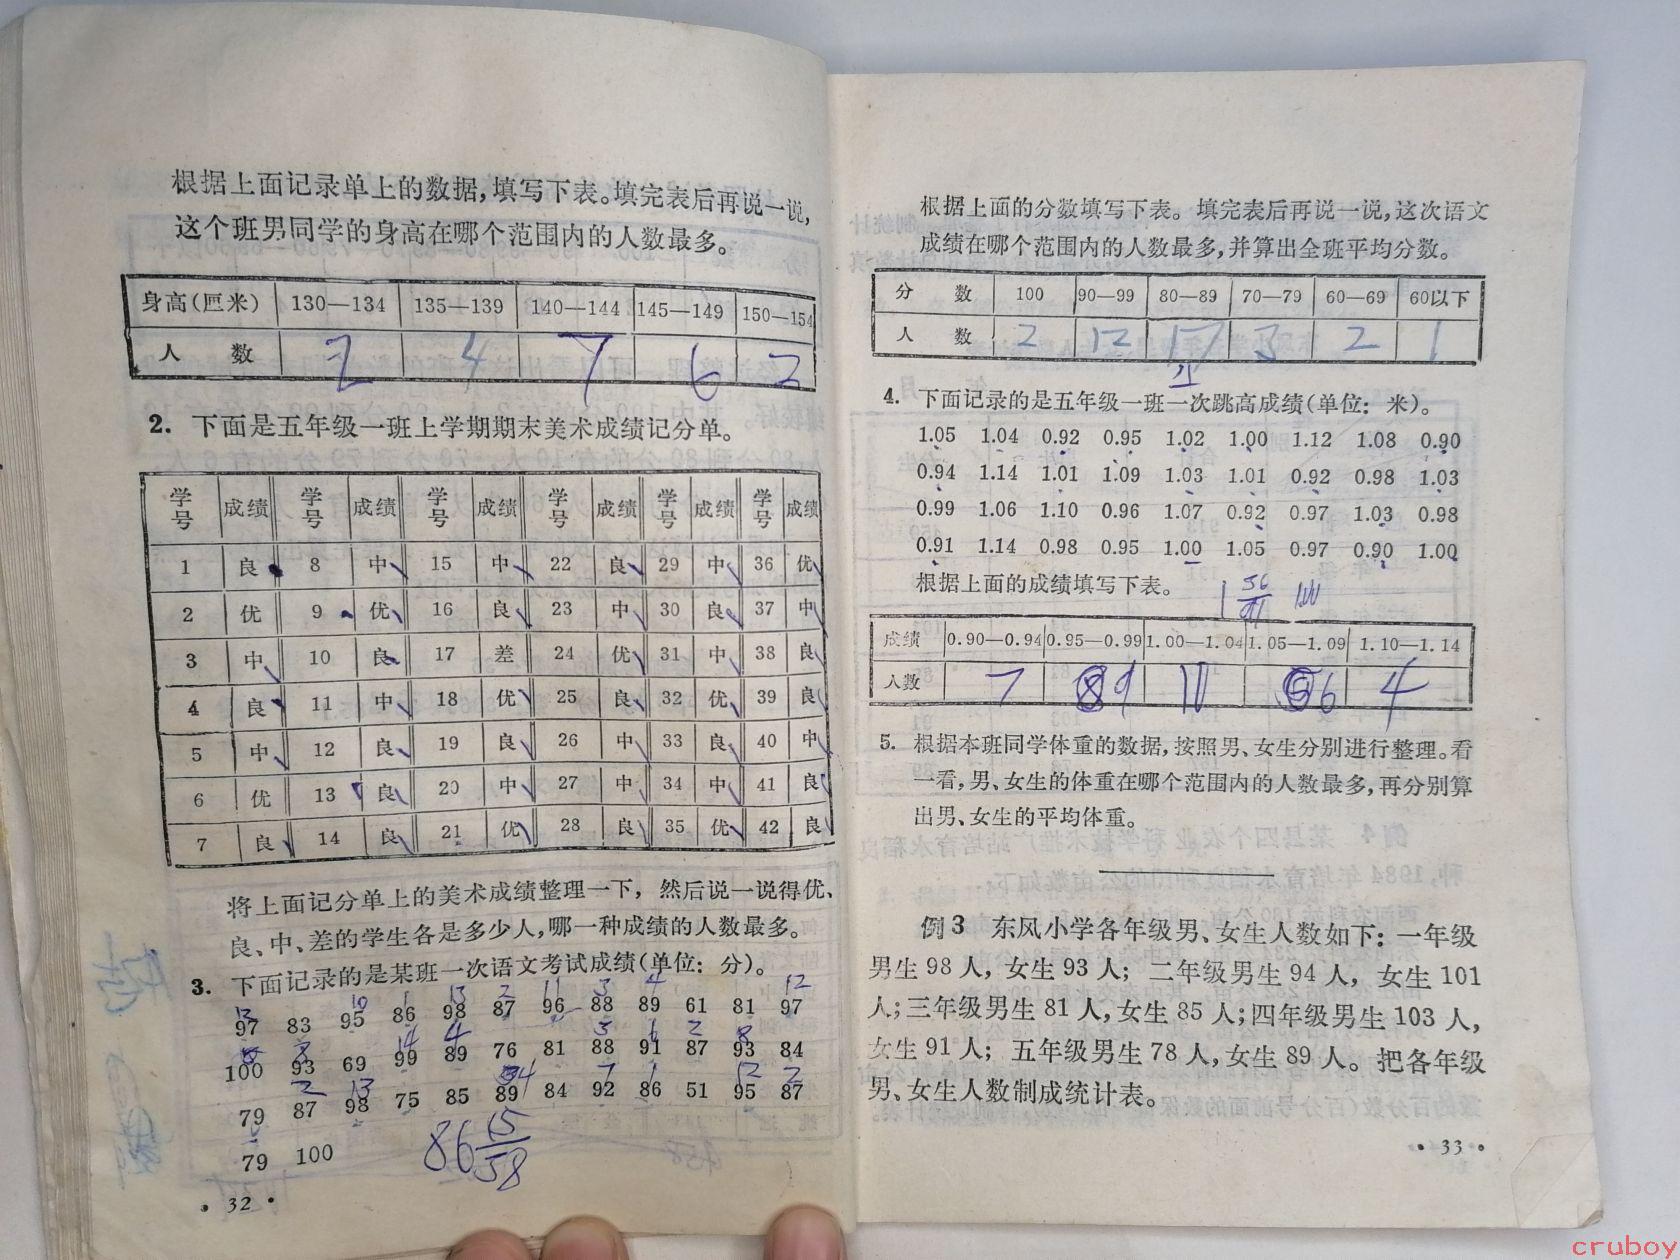 根据上面记录单上的数据,填写下表。填完表后再说一说,
这个班男同学的身高在哪个范围内的人数最多。
身高(厘米) 130—134 135—139 140—144 145—149 150—154
人 数 2 4 7 6 2
2. 下面是五年级一班上学期期末美术成绩记分单。
学号 成绩 学号 成绩 学号 成绩 学号 成绩 学号 成绩 学号 成绩
1 良 8 中 15 中 22 良 29 中 36 优
2 优 9 优 16 良 23 中 30 良 37 中
3 中 10 良 17 差 24 优 31 中 38 良
4 良 11 中 18 优 25 良 32 优 39 良
5 中 12 良 19 良 26 中 33 良 40 中
6 优 13 良 20 中 27 中 34 中 41 良
7 良 14 良 21 优 28 良 35 优 42 良
将上面记分单上的美术成绩整理一下，然后说一说得优、
良、中、差的学生各是多少人,哪一种成绩的人数最多。
3. 下面记录的是某班一次语文考试成绩(单位：分)。
97 83 95 86 98 87 96 88 89 61 81 97
100 93 69 99 89 76 81 88 91 87 93 84
79 87 98 75 85 89 84 92 86 51 95 87
79 100
86 15/58
· 32 ·
根据上面的分数填写下表。填完表后再说一说,这次语文
成绩在哪个范围内的人数最多,并算出全班平均分数。
分 数 100 90—99 80—89 70—79 60—69 60以下
人 数 2 12 17 3 2 1
4. 下面记录的是五年级一班一次跳高成绩(单位：米)。
1.05 1.04 0.92 0.95 1.02 1.00 1.12 1.08 0.90
0.94 1.14 1.01 1.09 1.03 1.01 0.92 0.98 1.03
0.99 1.06 1.10 0.96 1.07 0.92 0.97 1.03 0.98
0.91 1.14 0.98 0.95 1.00 1.05 0.97 0.90 1.00
根据上面的成绩填写下表。
成绩 0.90—0.94 0.95—0.99 1.00—1.04 1.05—1.09 1.10—1.14
人数 7 9 10 6 4
5. 根据本班同学体重的数据,按照男、女生分别进行整理。看
一看,男、女生的体重在哪个范围内的人数最多,再分别算
出男、女生的平均体重。
例3 东风小学各年级男、女生人数如下：一年级
男生98人，女生93人；二年级男生94人，女生101
人；三年级男生81人,女生85人；四年级男生103人,
女生91人；五年级男生78人,女生89人。把各年级
男、女生人数制成统计表。
· 33 ·
cruboy